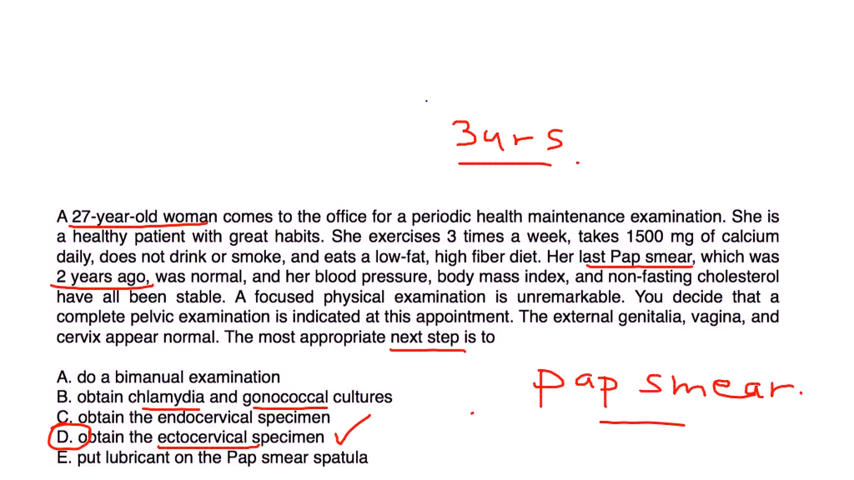 3yrs.
A 27-year-old woman comes to the office for a periodic health maintenance examination. She is
a healthy patient with great habits. She exercises 3 times a week, takes 1500 mg of calcium
daily, does not drink or smoke, and eats a low-fat, high fiber diet. Her last Pap smear, which was
2 years ago, was normal, and her blood pressure, body mass index, and non-fasting cholesterol
have all been stable. A focused physical examination is unremarkable. You decide that a
complete pelvic examination is indicated at this appointment. The external genitalia, vagina, and
cervix appear normal. The most appropriate next step is to
A. do a bimanual examination
pap smear.
B. obtain chlamydia and gonococcal cultures
C. obtain the endocervical specimen
D. obtain the ectocervical specimen
E. put lubricant on the Pap smear spatula